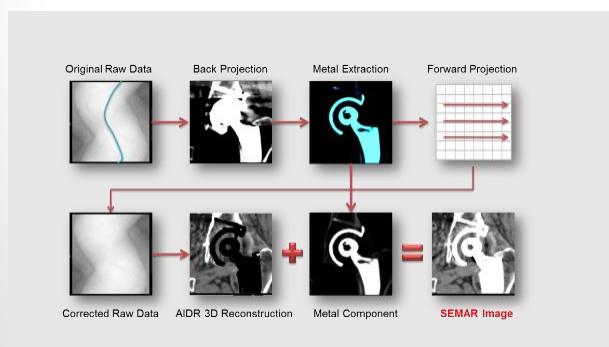 Original Raw Data
Back Projection
Metal Extraction
Forward Projection
Corrected Raw Data
AIDR 3D Reconstruction
Metal Component
SEMAR Image